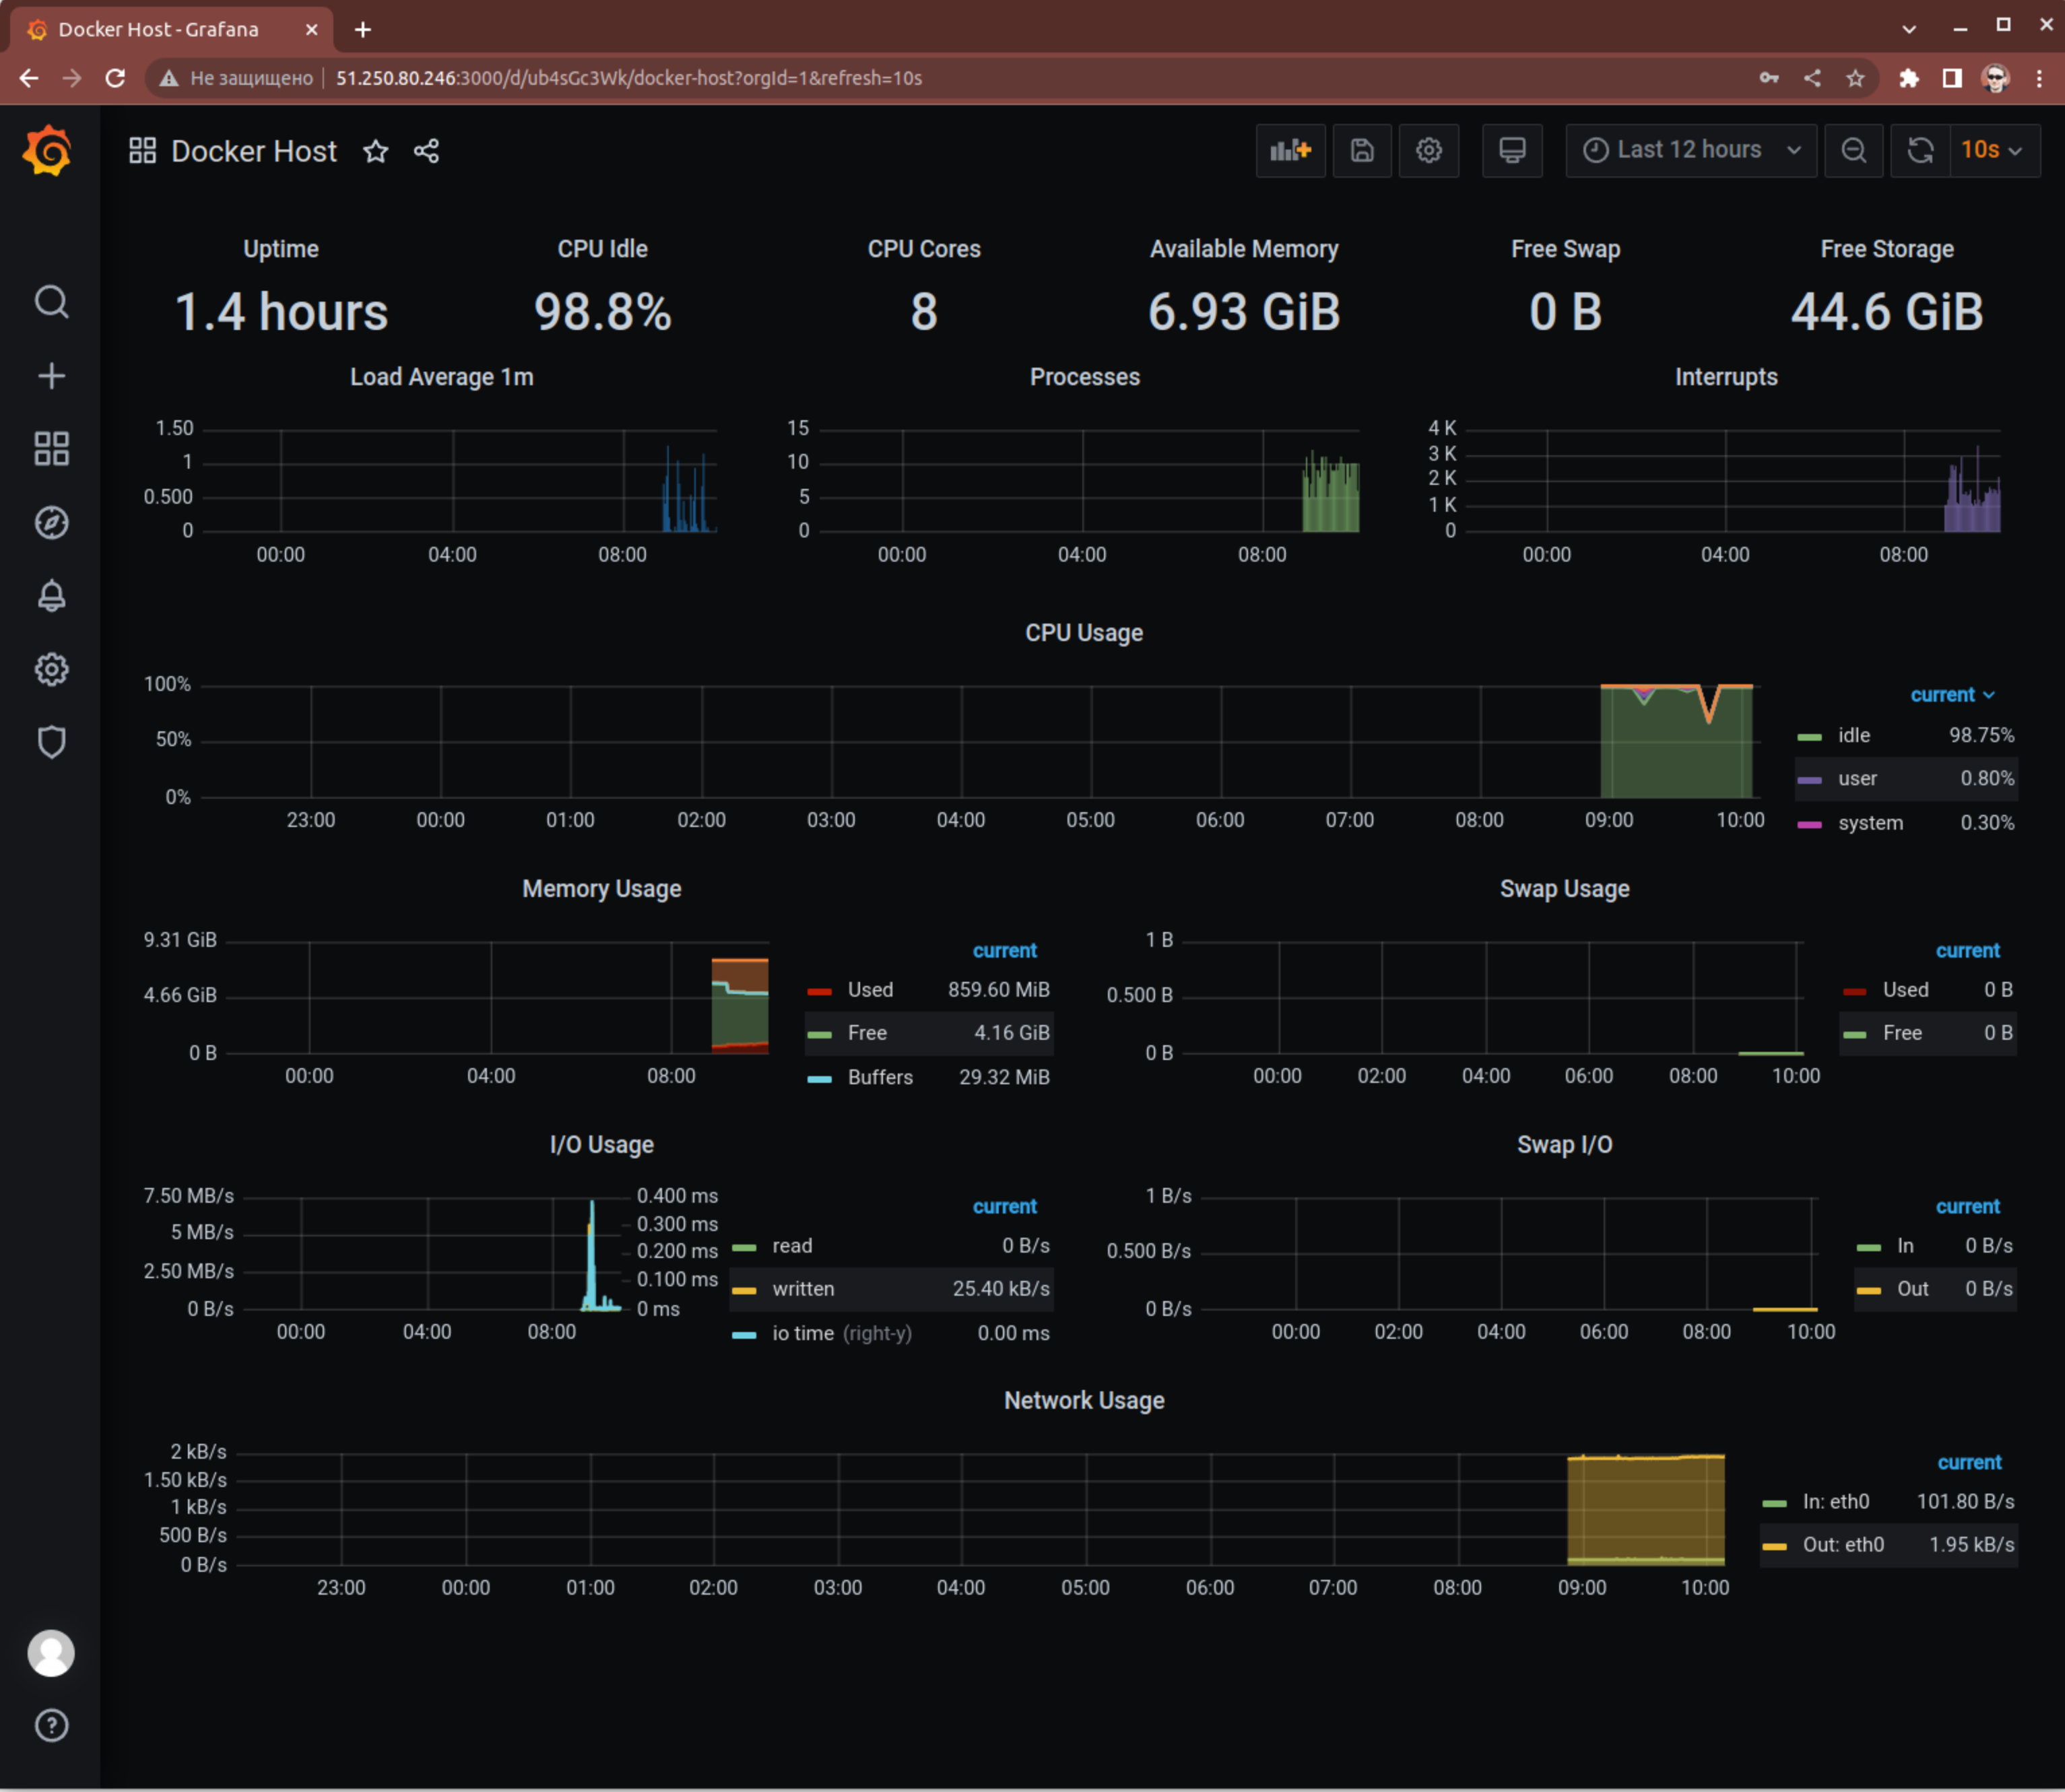 Docker Host - Grafana
Не защищено
51.250.80.246:3000/d/ub4sGc3Wk/docker-host?orgId=1&refresh=10s
Docker Host
Last 12 hours
10s
Uptime
1.4 hours
CPU Idle
98.8%
CPU Cores
8
Available Memory
6.93 GiB
Free Swap
0 B
Free Storage
44.6 GiB
Load Average 1m
1.50
1
0.500
0
00:00 04:00 08:00
Processes
15
10
5
0
00:00 04:00 08:00
Interrupts
4 K
3 K
2 K
1 K
0
00:00 04:00 08:00
CPU Usage
100%
50%
0%
23:00 00:00 01:00 02:00 03:00 04:00 05:00 06:00 07:00 08:00 09:00 10:00
current
idle 98.75%
user 0.80%
system 0.30%
Memory Usage
9.31 GiB
4.66 GiB
0 B
00:00 04:00 08:00
current
Used 859.60 MiB
Free 4.16 GiB
Buffers 29.32 MiB
Swap Usage
1 B
0.500 B
0 B
00:00 02:00 04:00 06:00 08:00 10:00
current
Used 0 B
Free 0 B
I/O Usage
7.50 MB/s
5 MB/s
2.50 MB/s
0 B/s
0.400 ms
0.300 ms
0.200 ms
0.100 ms
0 ms
00:00 04:00 08:00
current
read 0 B/s
written 25.40 kB/s
io time (right-y) 0.00 ms
Swap I/O
1 B/s
0.500 B/s
0 B/s
00:00 02:00 04:00 06:00 08:00 10:00
current
In 0 B/s
Out 0 B/s
Network Usage
2 kB/s
1.50 kB/s
1 kB/s
500 B/s
0 B/s
23:00 00:00 01:00 02:00 03:00 04:00 05:00 06:00 07:00 08:00 09:00 10:00
current
In: eth0 101.80 B/s
Out: eth0 1.95 kB/s